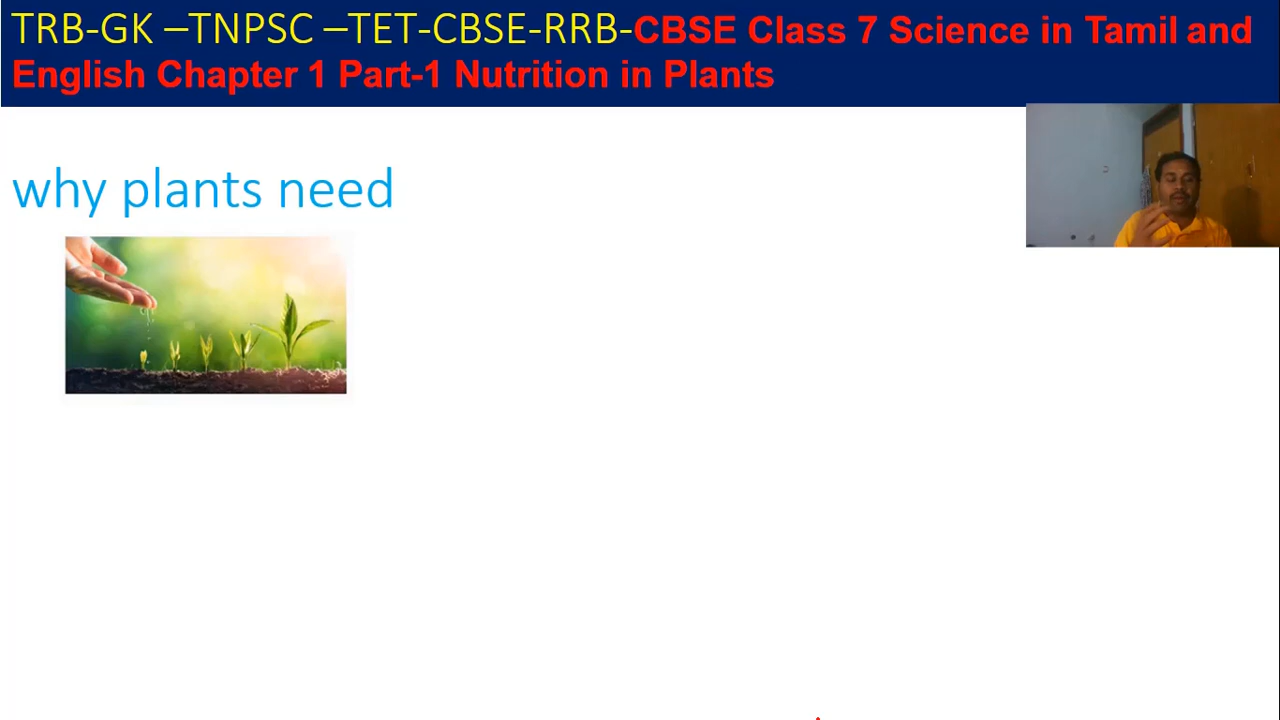 TRB-GK –TNPSC –TET-CBSE-RRB-CBSE Class 7 Science in Tamil and
English Chapter 1 Part-1 Nutrition in Plants
why plants need